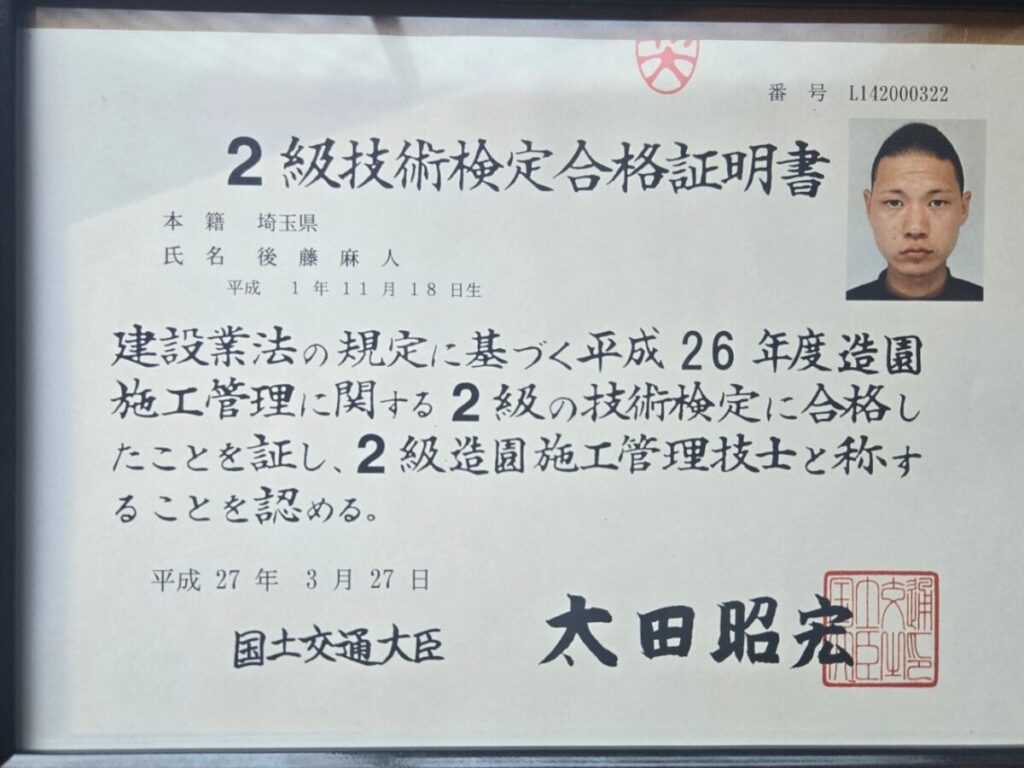 番 号 L142000322
2級技術検定合格証明書
本 籍 埼玉県
氏 名 後 藤 麻 人
平成 1 年 11 月 18 日生
建設業法の規定に基づく平成 26 年度造園
施工管理に関する 2 級の技術検定に合格し
たことを証し、2 級造園施工管理技士と称す
ることを認める。
平成 27 年 3 月 27 日
国土交通大臣
太田昭宏